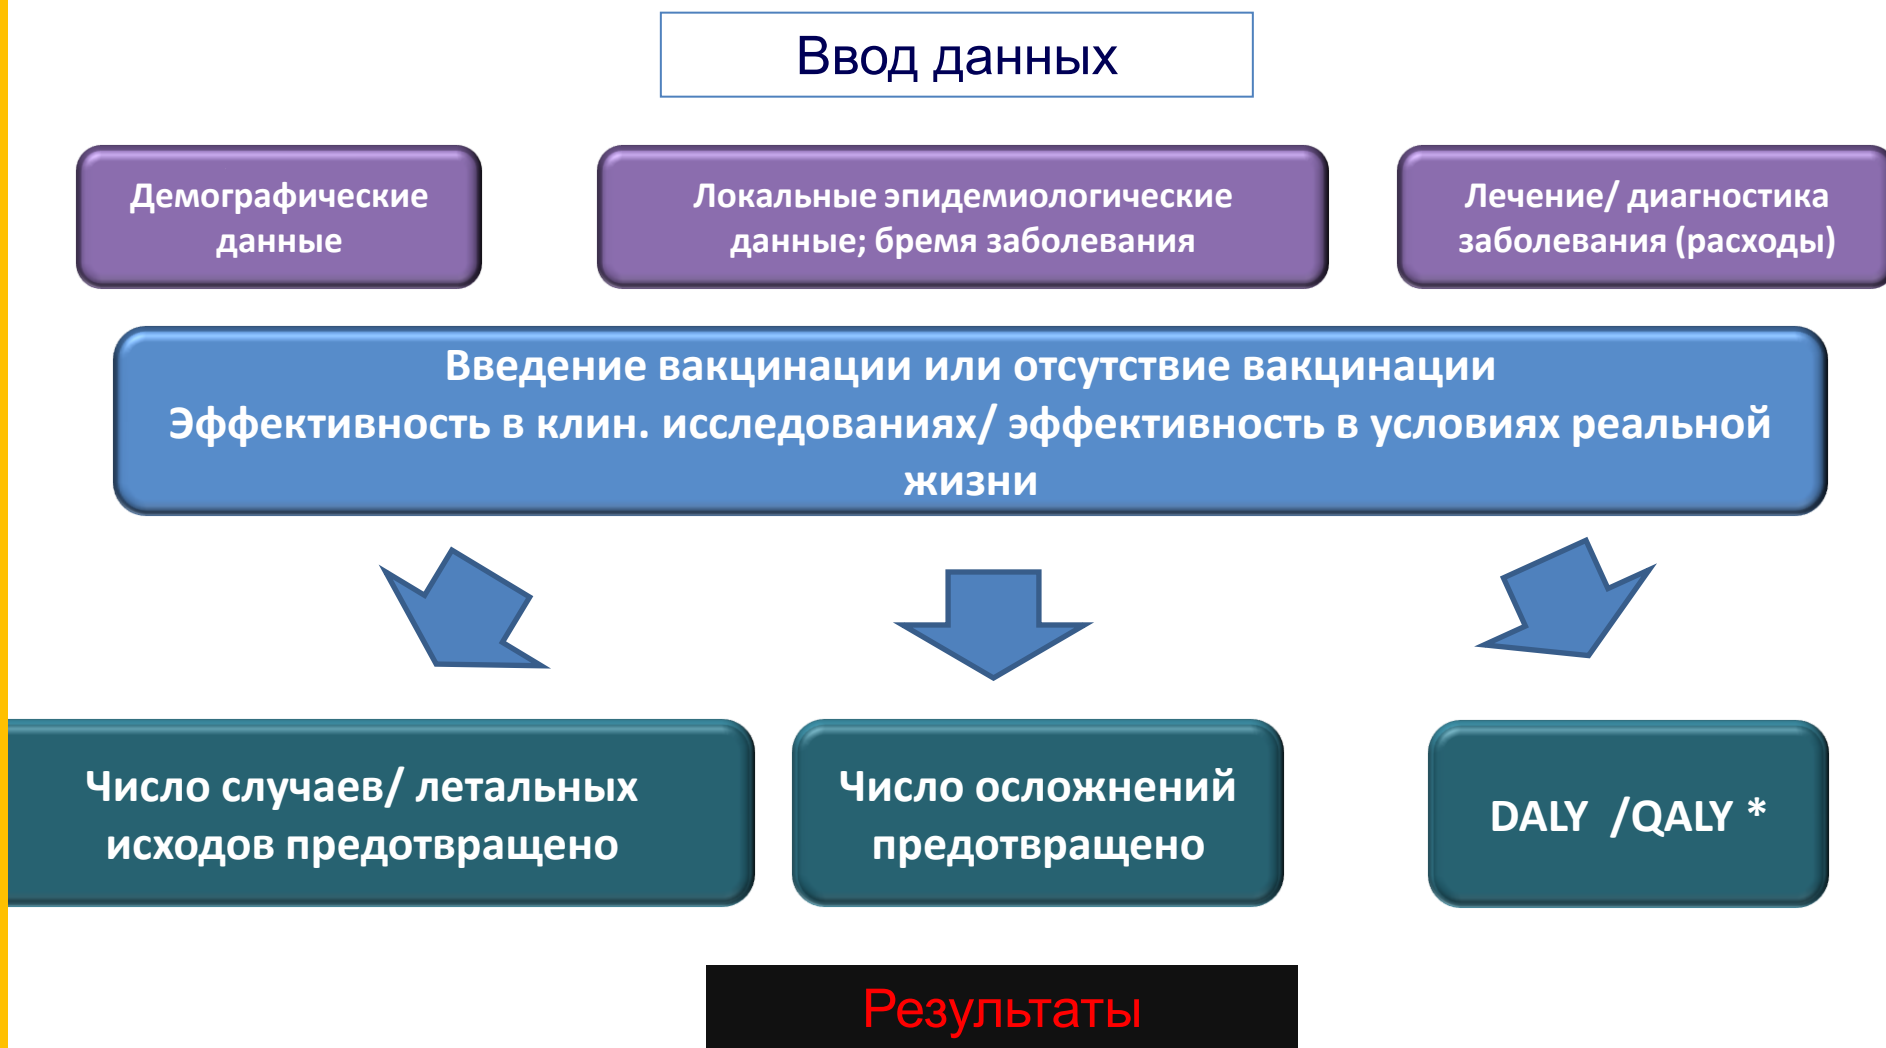 Ввод данных
Демографические
данные
Локальные эпидемиологические
данные; бремя заболевания
Лечение/ диагностика
заболевания (расходы)
Введение вакцинации или отсутствие вакцинации
Эффективность в клин. исследованиях/ эффективность в условиях реальной
жизни
Число случаев/ летальных
исходов предотвращено
Число осложнений
предотвращено
DALY /QALY *
Результаты